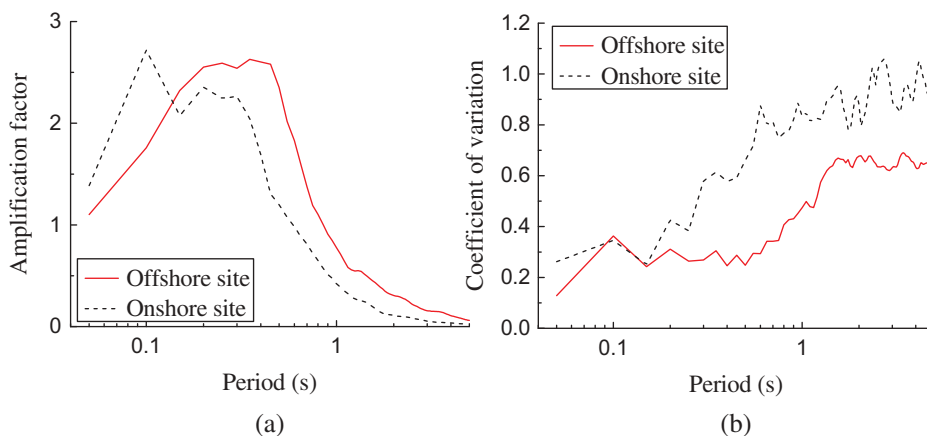 3
2
1
0
Amplification factor
Offshore site
Onshore site
0.1
1
Period (s)
(a)
1.2
1.0
0.8
0.6
0.4
0.2
0.0
Coefficient of variation
Offshore site
Onshore site
0.1
1
Period (s)
(b)